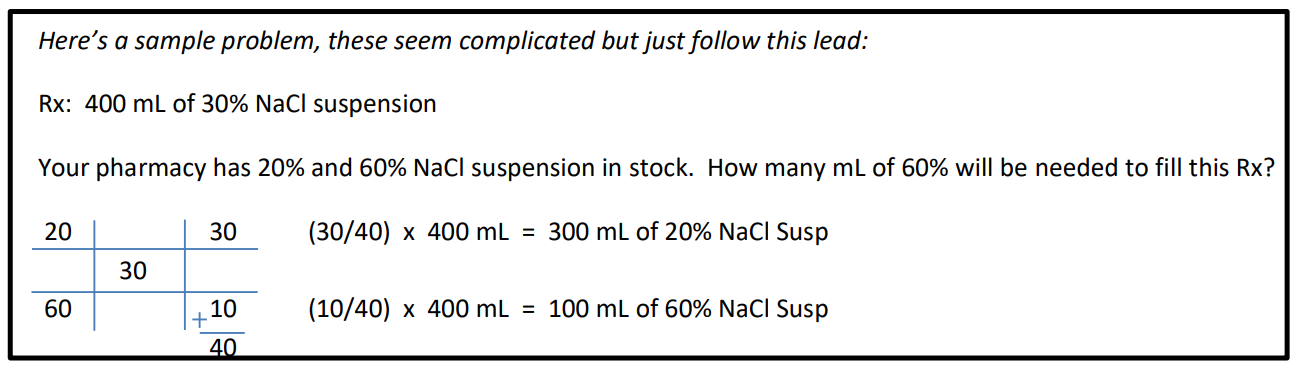 Here’s a sample problem, these seem complicated but just follow this lead:
Rx:  400 mL of 30% NaCl suspension
Your pharmacy has 20% and 60% NaCl suspension in stock.  How many mL of 60% will be needed to fill this Rx?
20 30 (30/40)  x  400 mL  =  300 mL of 20% NaCl Susp
30
60 +10 (10/40)  x  400 mL  =  100 mL of 60% NaCl Susp
40